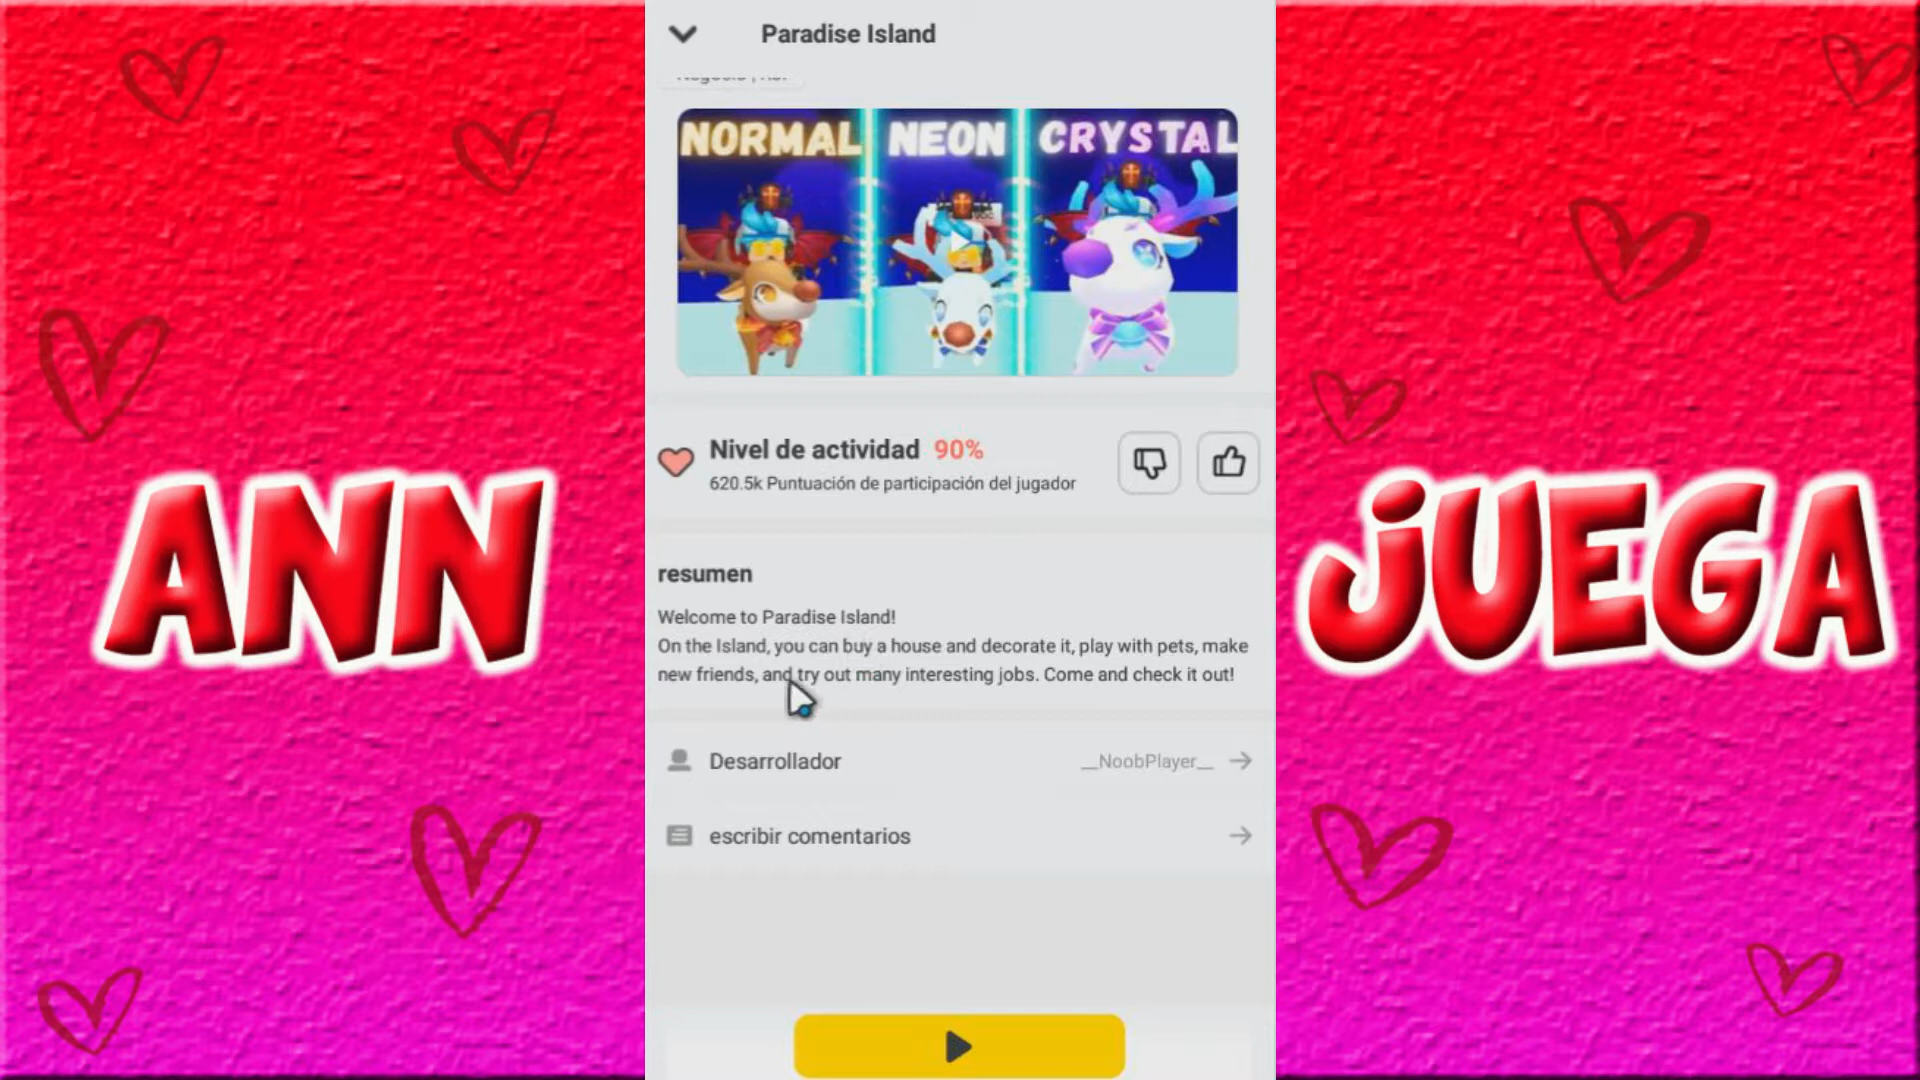 Paradise Island
NORMAL NEON CRYSTAL
Nivel de actividad 90%
620.5k Puntuación de participación del jugador
resumen
Welcome to Paradise Island!
On the Island, you can buy a house and decorate it, play with pets, make
new friends, and try out many interesting jobs. Come and check it out!
Desarrollador __NoobPlayer__
escribir comentarios
ANN
JUEGA